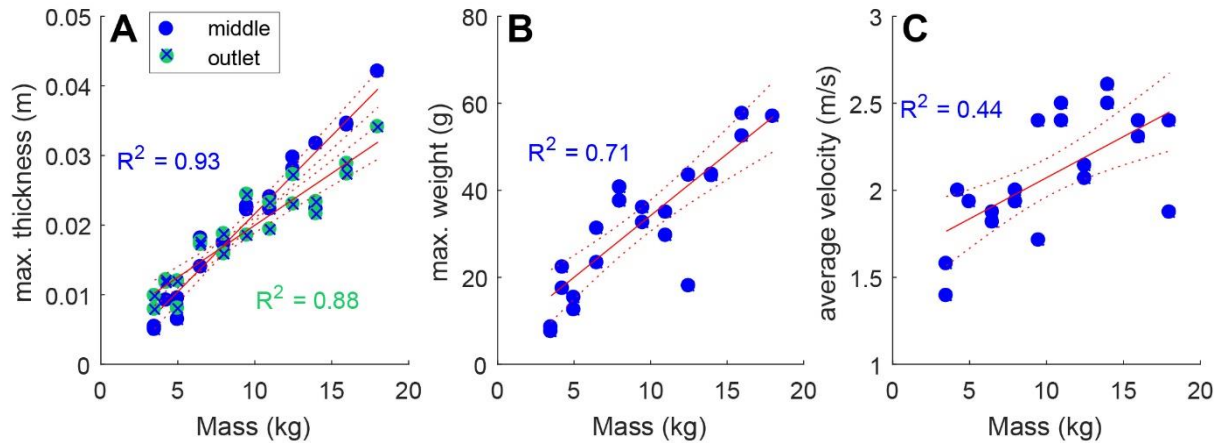 A
middle
outlet
max. thickness (m)
0.05
0.04
0.03
0.02
0.01
0
R² = 0.93
R² = 0.88
0 5 10 15 20
Mass (kg)
B
max. weight (g)
80
60
40
20
0
R² = 0.71
0 5 10 15 20
Mass (kg)
C
average velocity (m/s)
3
2.5
2
1.5
1
R² = 0.44
0 5 10 15 20
Mass (kg)